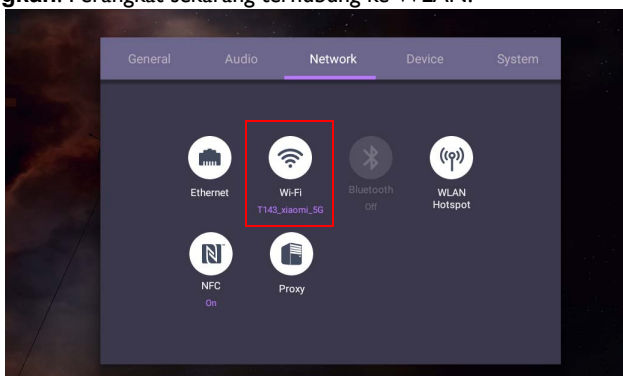 Perangkat sekarang terhubung ke WLAN.
General Audio Network Device System
Ethernet
Wi-Fi
T143_xiaomi_5G
Bluetooth
Off
WLAN
Hotspot
NFC
On
Proxy